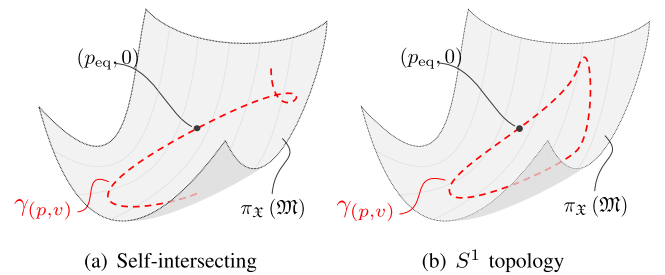 (p_eq, 0)
γ_(p,v)
π_𝔛 (𝔐)
(a) Self-intersecting
(p_eq, 0)
γ_(p,v)
π_𝔛 (𝔐)
(b) S^1 topology